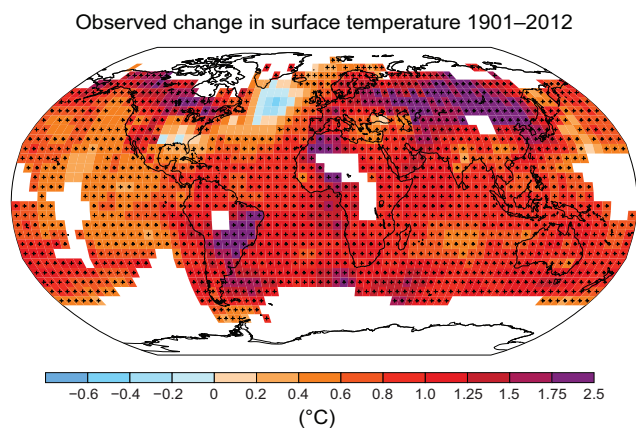 Observed change in surface temperature 1901–2012
−0.6 −0.4 −0.2 0 0.2 0.4 0.6 0.8 1.0 1.25 1.5 1.75 2.5
(°C)